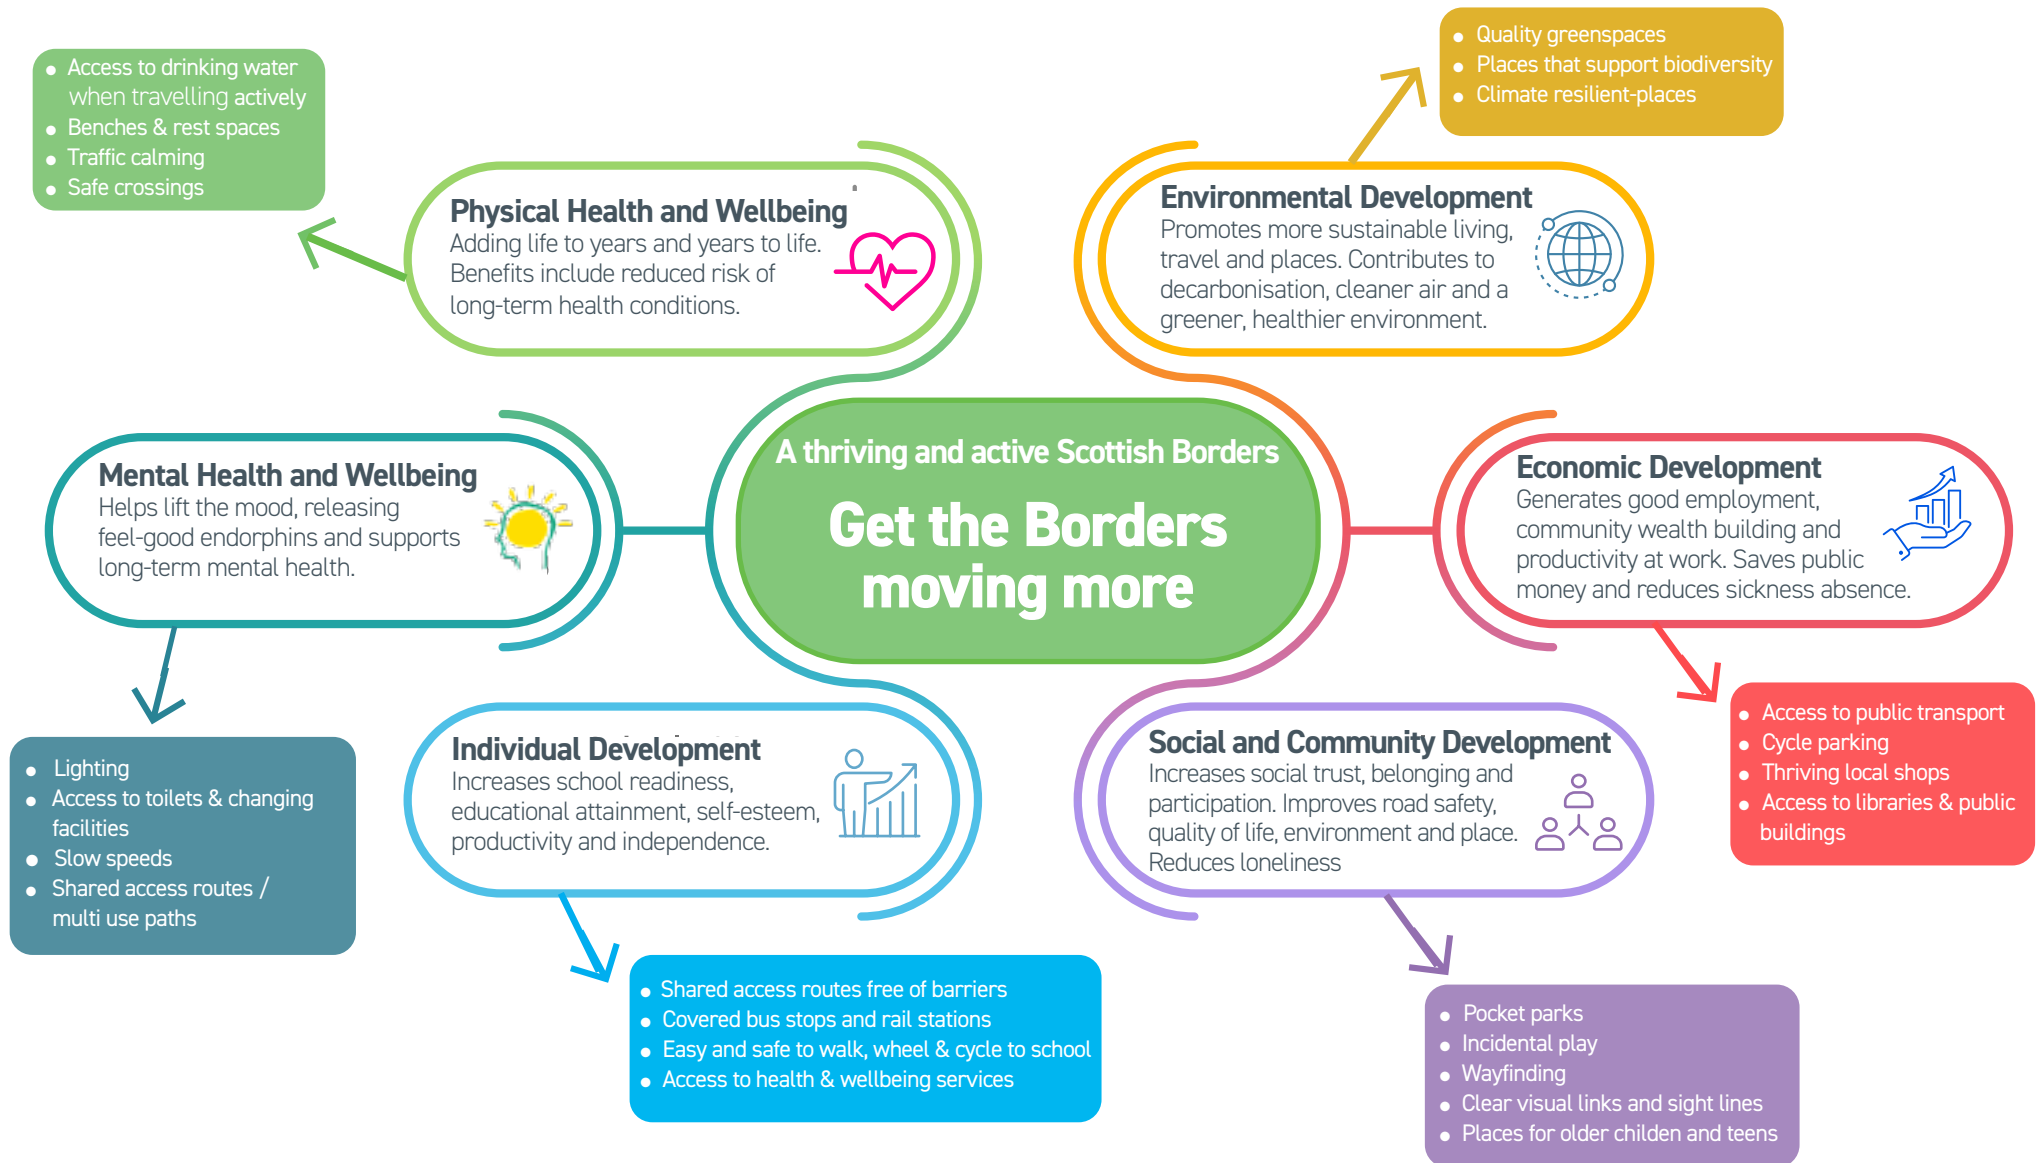 Access to drinking water
when travelling actively
Benches & rest spaces
Traffic calming
Safe crossings
Quality greenspaces
Places that support biodiversity
Climate resilient-places
Physical Health and Wellbeing
Adding life to years and years to life.
Benefits include reduced risk of
long-term health conditions.
Environmental Development
Promotes more sustainable living,
travel and places. Contributes to
decarbonisation, cleaner air and a
greener, healthier environment.
A thriving and active Scottish Borders
Get the Borders
moving more
Mental Health and Wellbeing
Helps lift the mood, releasing
feel-good endorphins and supports
long-term mental health.
Economic Development
Generates good employment,
community wealth building and
productivity at work. Saves public
money and reduces sickness absence.
Lighting
Access to toilets & changing
facilities
Slow speeds
Shared access routes /
multi use paths
Individual Development
Increases school readiness,
educational attainment, self-esteem,
productivity and independence.
Social and Community Development
Increases social trust, belonging and
participation. Improves road safety,
quality of life, environment and place.
Reduces loneliness
Access to public transport
Cycle parking
Thriving local shops
Access to libraries & public
buildings
Shared access routes free of barriers
Covered bus stops and rail stations
Easy and safe to walk, wheel & cycle to school
Access to health & wellbeing services
Pocket parks
Incidental play
Wayfinding
Clear visual links and sight lines
Places for older childen and teens